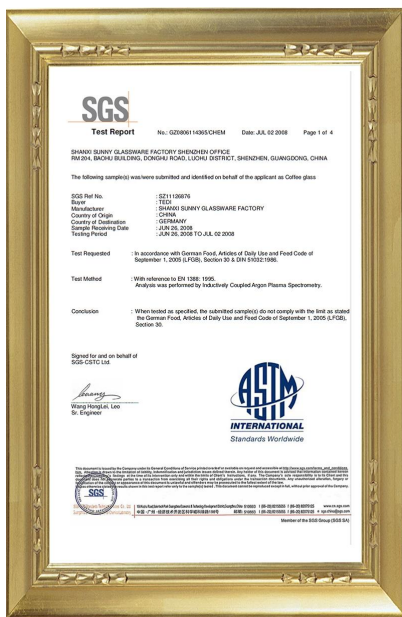 SGS
Test Report No.: GZ0806114365/CHEM Date: JUL 02 2008 Page 1 of 4
SHANXI SUNNY GLASSWARE FACTORY SHENZHEN OFFICE
RM 204, BAOHU BUILDING, DONGHU ROAD, LUOHU DISTRICT, SHENZHEN, GUANGDONG, CHINA
The following sample(s) was/were submitted and identified on behalf of the applicant as Coffee glass
SGS Ref No. : SZ11126876
Buyer : TEDI
Manufacturer : SHANXI SUNNY GLASSWARE FACTORY
Country of Origin : CHINA
Country of Destination : GERMANY
Sample Receiving Date : JUN 26, 2008
Testing Period : JUN 26, 2008 TO JUL 02 2008
Test Requested : In accordance with German Food, Articles of Daily Use and Feed Code of
September 1, 2005 (LFGB), Section 30 & DIN 51032:1986.
Test Method : With reference to EN 1388: 1995.
Analysis was performed by Inductively Coupled Argon Plasma Spectrometry.
Conclusion : When tested as specified, the submitted sample(s) do not comply with the limit as stated
the German Food, Articles of Daily Use and Feed Code of September 1, 2005 (LFGB),
Section 30.
Signed for and on behalf of
SGS-CSTC Ltd.
Wang HongLei, Leo
Sr. Engineer
ASTM
INTERNATIONAL
Standards Worldwide
SGS
Member of the SGS Group (SGS SA)